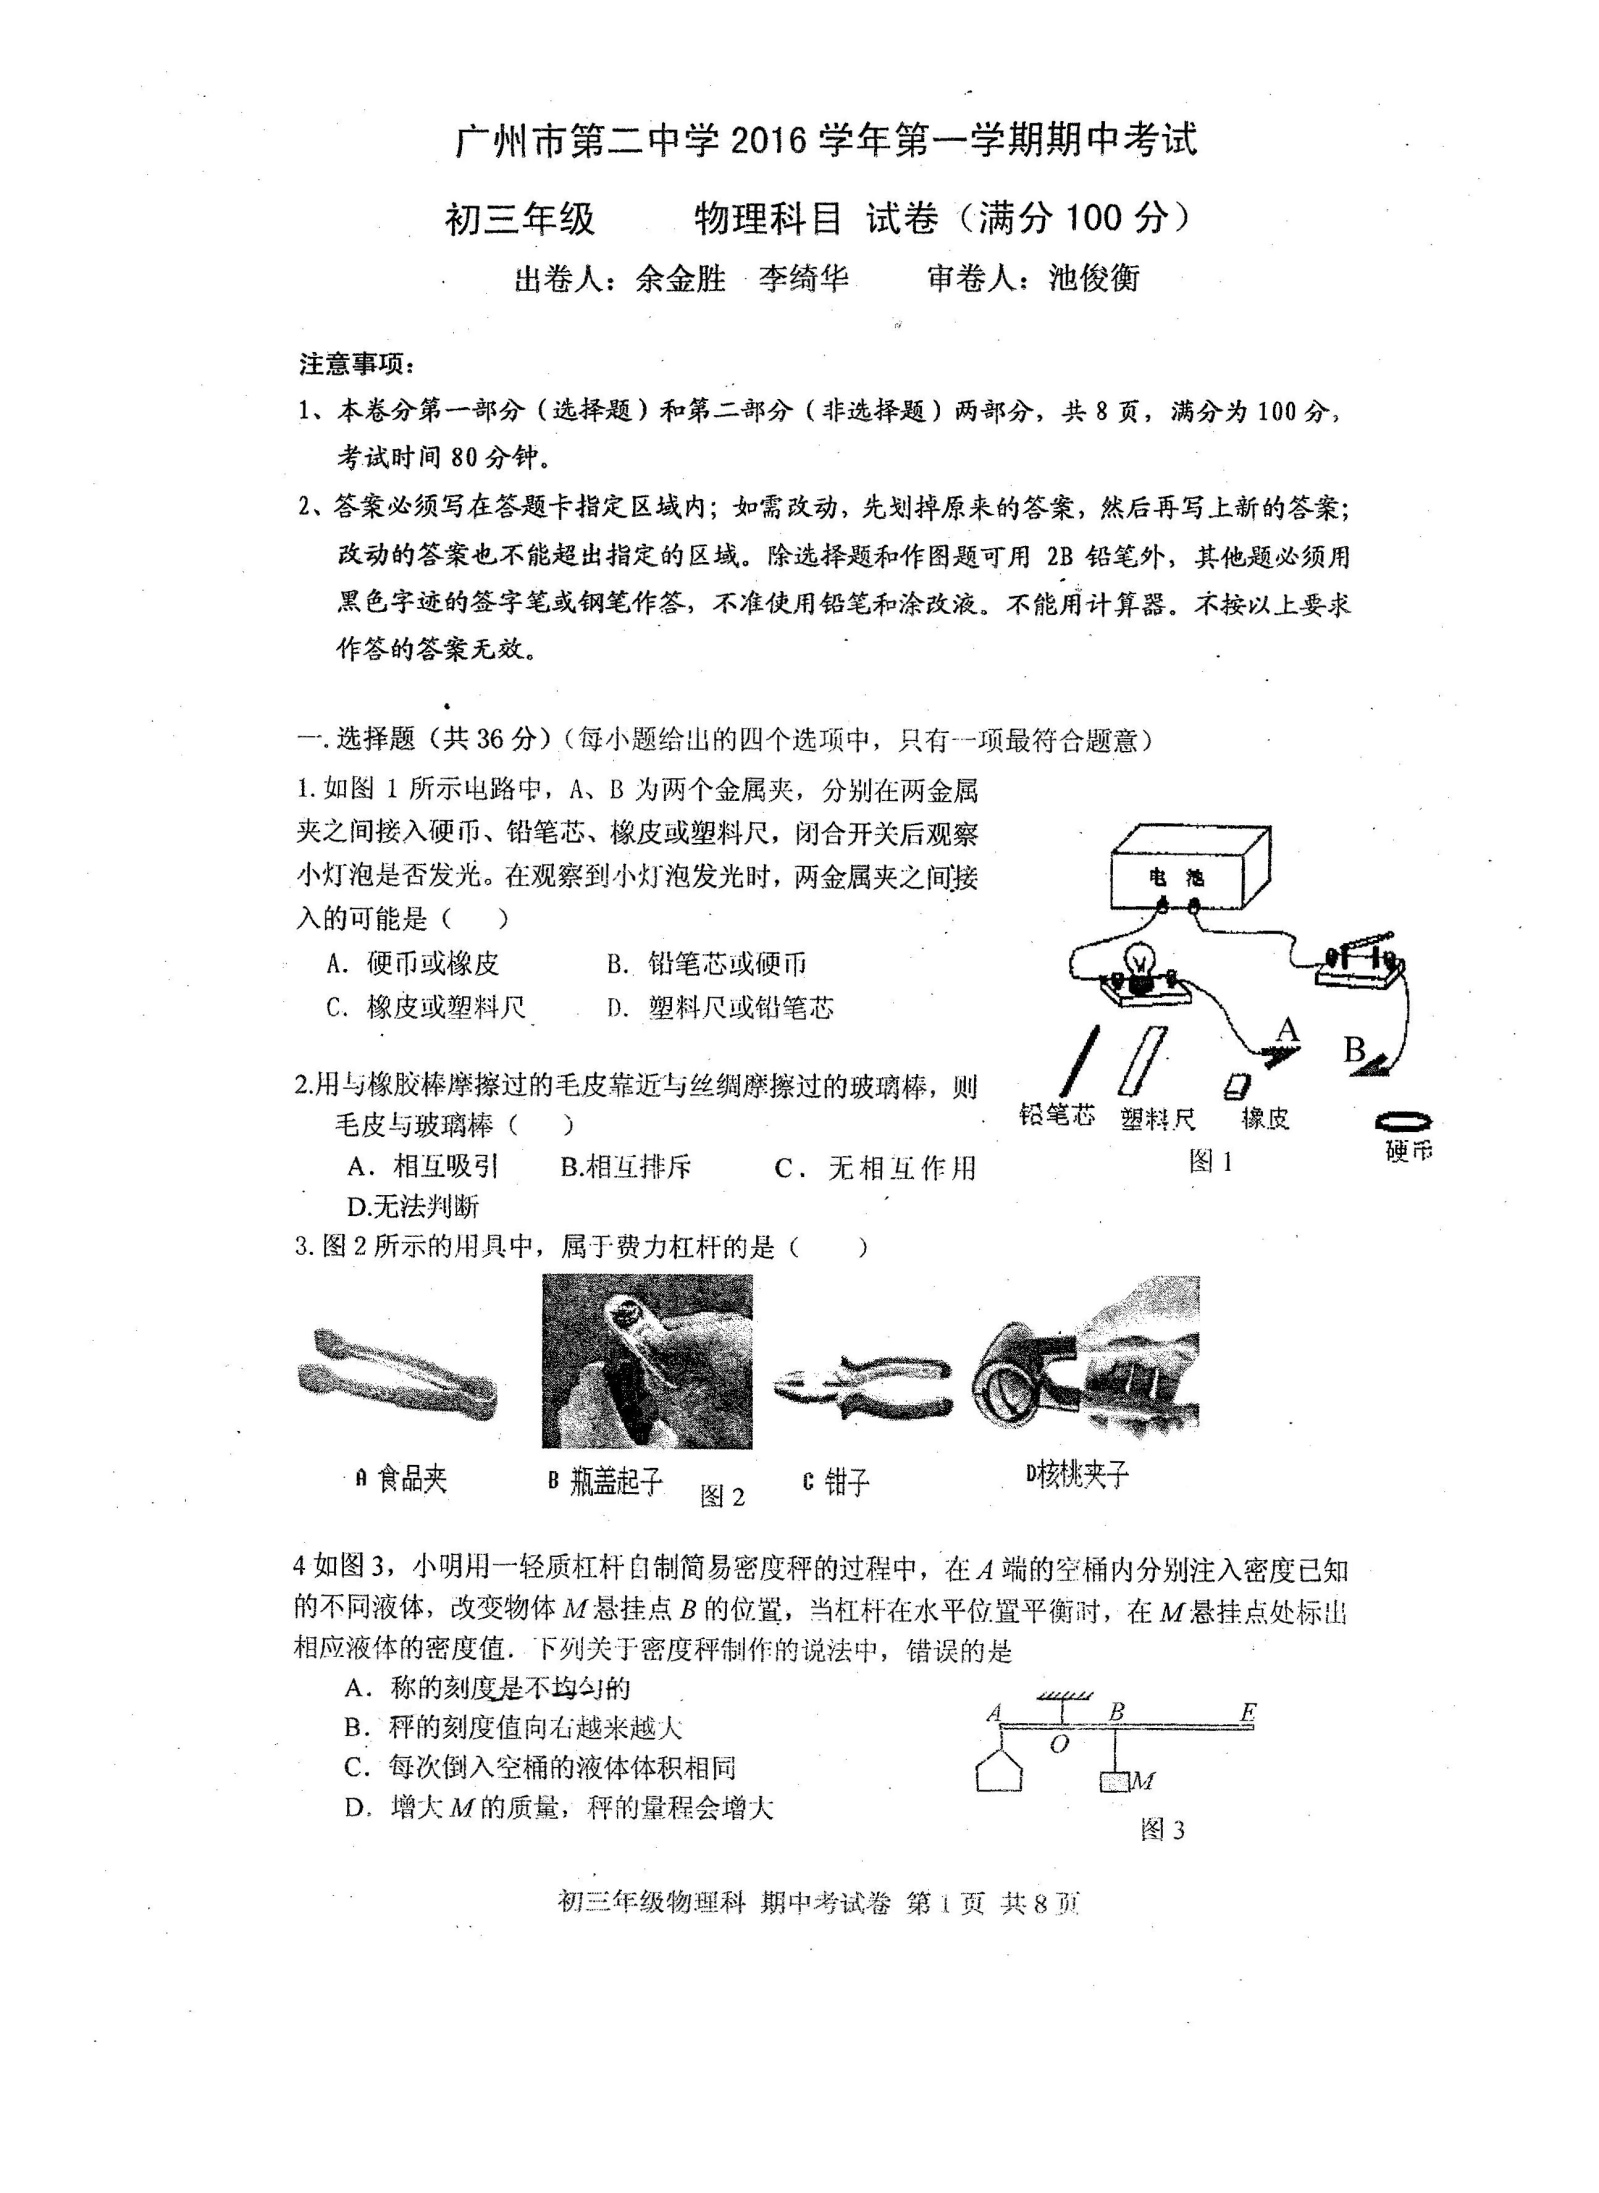 广州市第二中学 2016 学年第一学期期中考试
初三年级 物理科目 试卷（满分 100 分）
出卷人：余金胜 李绮华 审卷人：池俊衡
注意事项：
1、本卷分第一部分（选择题）和第二部分（非选择题）两部分，共 8 页，满分为 100 分，
考试时间 80 分钟。
2、答案必须写在答题卡指定区域内；如需改动，先划掉原来的答案，然后再写上新的答案；
改动的答案也不能超出指定的区域。除选择题和作图题可用 2B 铅笔外，其他题必须用
黑色字迹的签字笔或钢笔作答，不准使用铅笔和涂改液。不能用计算器。不按以上要求
作答的答案无效。
一.选择题（共 36 分）（每小题给出的四个选项中，只有一项最符合题意）
1.如图 1 所示电路中，A、B 为两个金属夹，分别在两金属
夹之间接入硬币、铅笔芯、橡皮或塑料尺，闭合开关后观察
小灯泡是否发光。在观察到小灯泡发光时，两金属夹之间接
入的可能是（ ）
A．硬币或橡皮 B．铅笔芯或硬币
C．橡皮或塑料尺 D．塑料尺或铅笔芯
电 池
A
B
铅笔芯 塑料尺 橡皮
硬币
图 1
2.用与橡胶棒摩擦过的毛皮靠近与丝绸摩擦过的玻璃棒，则
毛皮与玻璃棒（ ）
A．相互吸引 B.相互排斥 C．无相互作用
D.无法判断
3.图 2 所示的用具中，属于费力杠杆的是（ ）
A 食品夹 B 瓶盖起子 C 钳子 D核桃夹子
图 2
4 如图 3，小明用一轻质杠杆自制简易密度秤的过程中，在 A 端的空桶内分别注入密度已知
的不同液体，改变物体 M 悬挂点 B 的位置，当杠杆在水平位置平衡时，在 M 悬挂点处标出
相应液体的密度值．下列关于密度秤制作的说法中，错误的是
A．称的刻度是不均匀的
B．秤的刻度值向右越来越大
C．每次倒入空桶的液体体积相同
D．增大 M 的质量，秤的量程会增大
A B E
O
M
图 3
初三年级物理科 期中考试卷 第 1 页 共 8 页